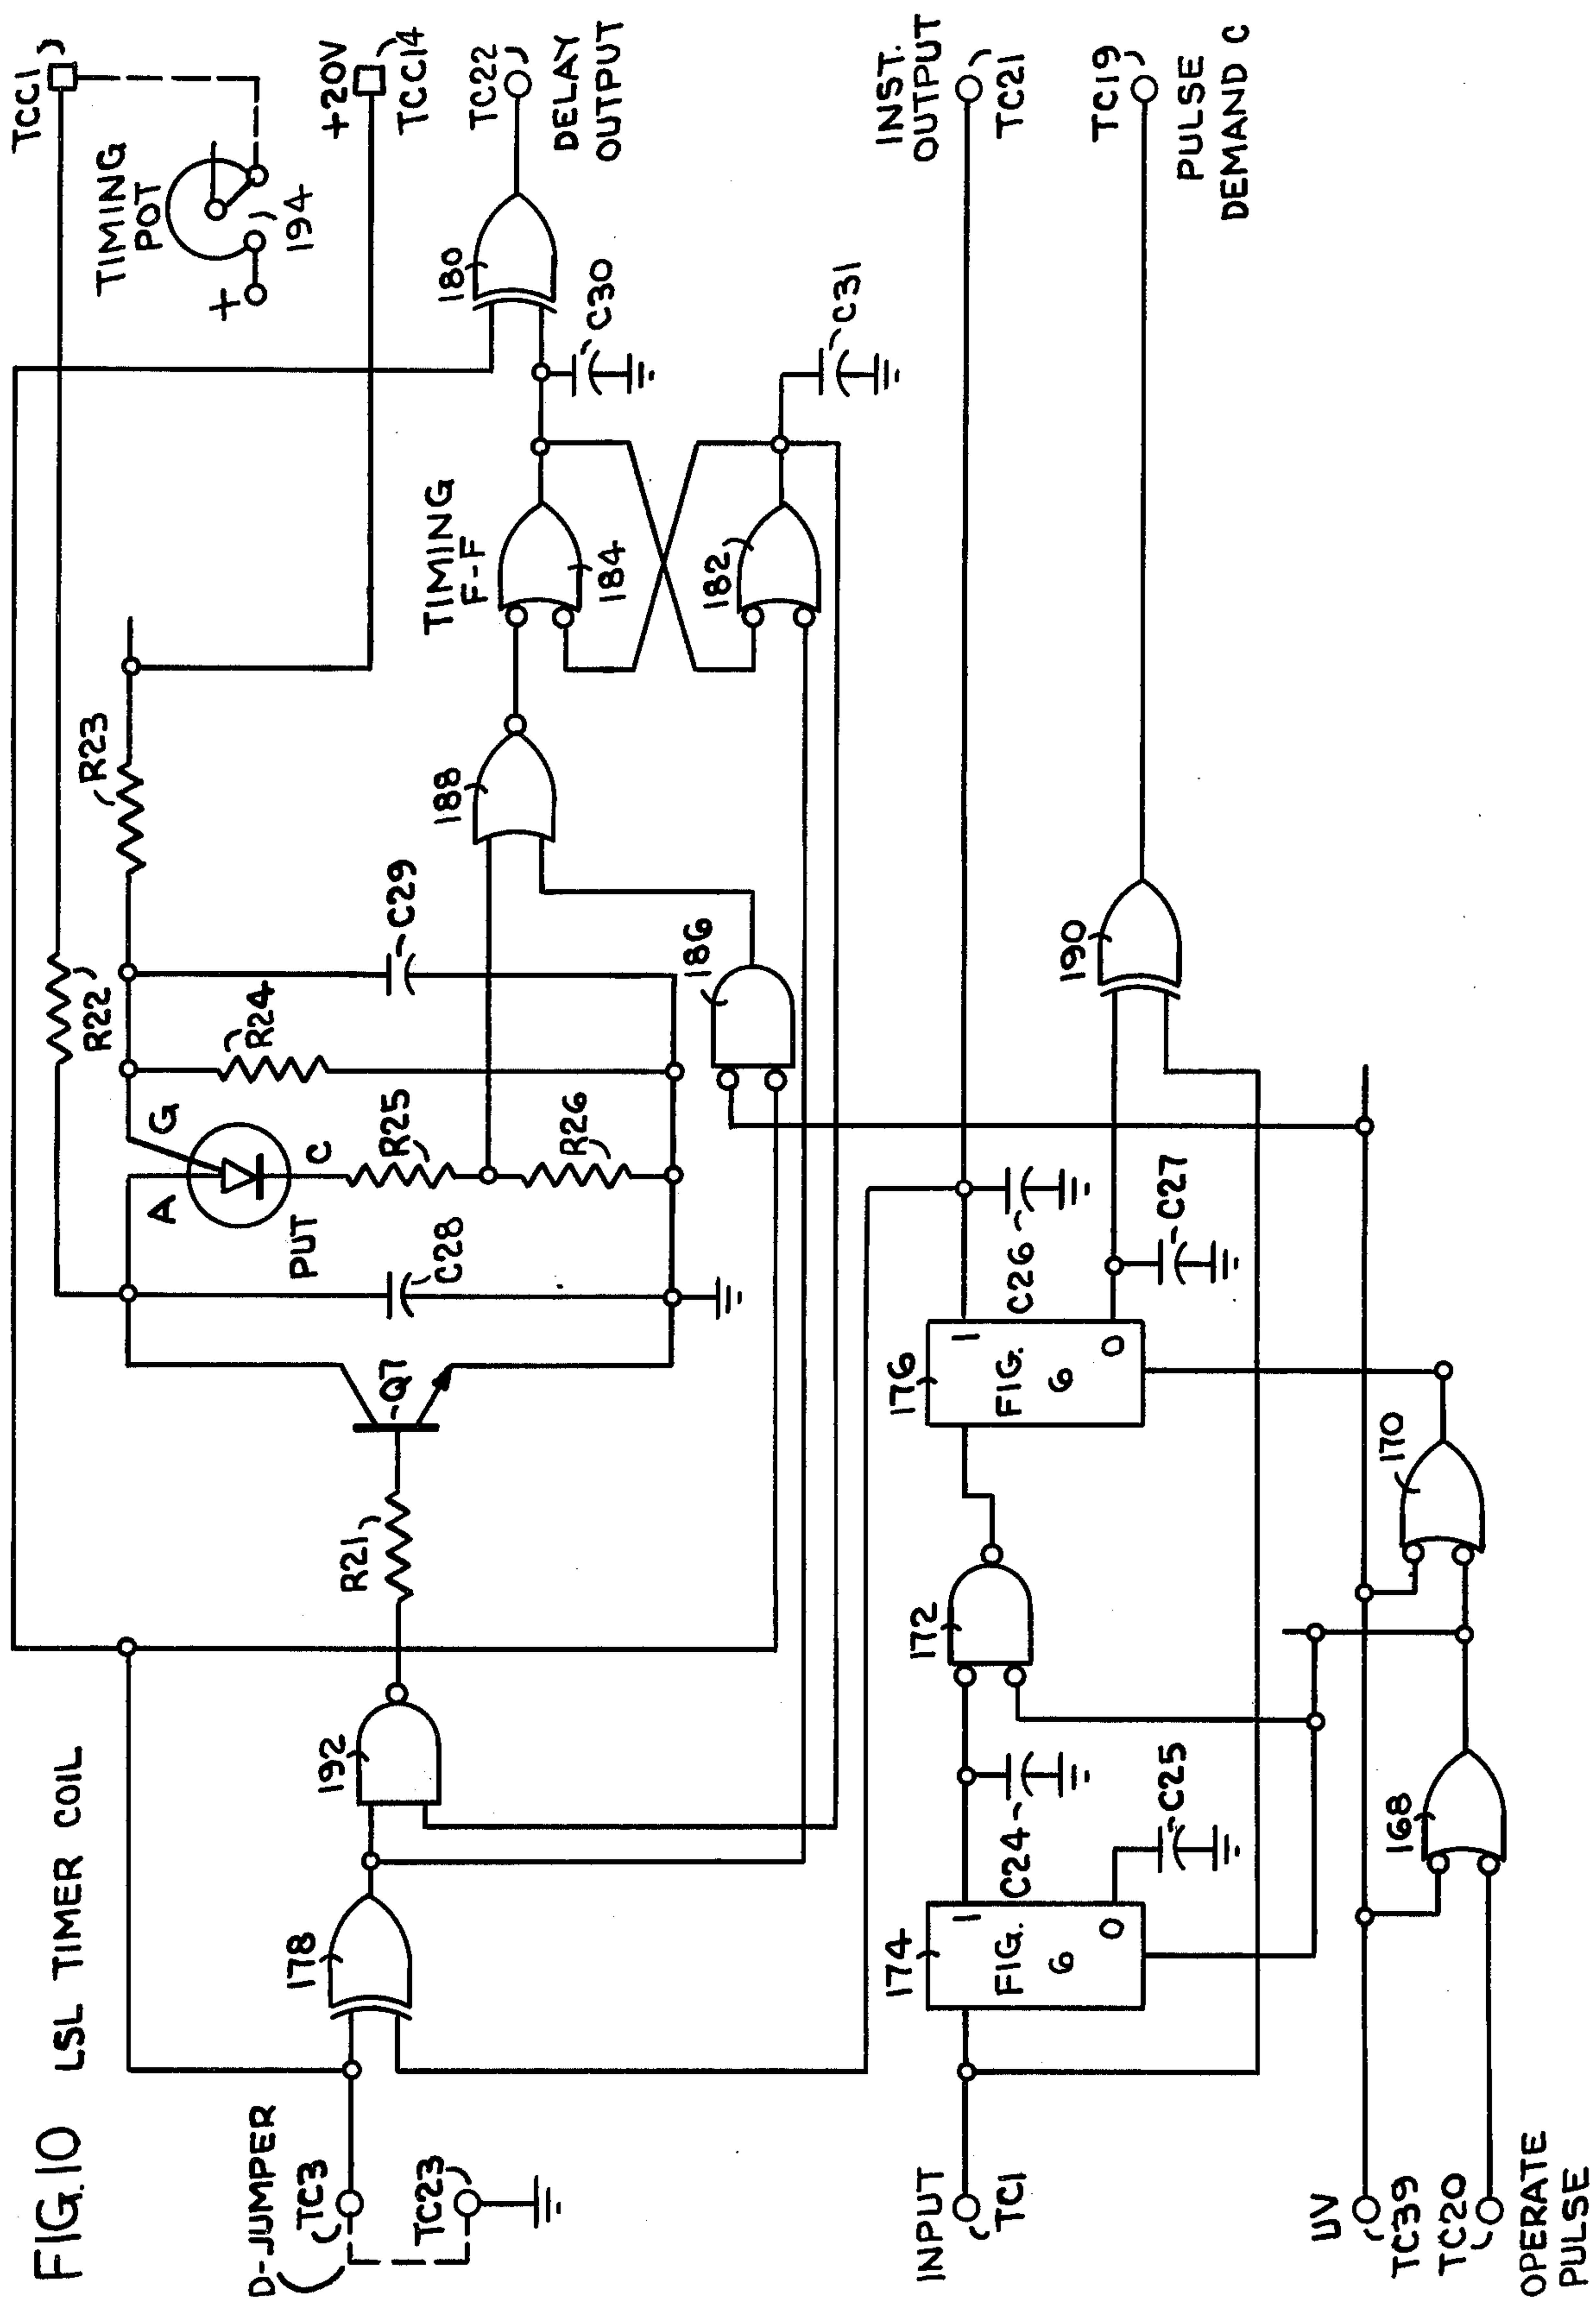 FIG.10 LSL TIMER COIL
D-JUMPER
TC3
TC23
178
192
R21
Q7
C28
PUT
A
G
C
R25
R26
R24
R22
C29
R23
186
188
TIMING
F-F
184
182
180
C30
C31
TIMING
POT
+
194
TCC1
+20V
TCC14
TC22
DELAY
OUTPUT
INST.
OUTPUT
TC21
TC19
PULSE
DEMAND C
190
INPUT
TC1
174
FIG.
6
1
0
C24
C25
172
176
FIG.
6
1
0
C26
C27
170
168
UV
TC39
TC20
OPERATE
PULSE